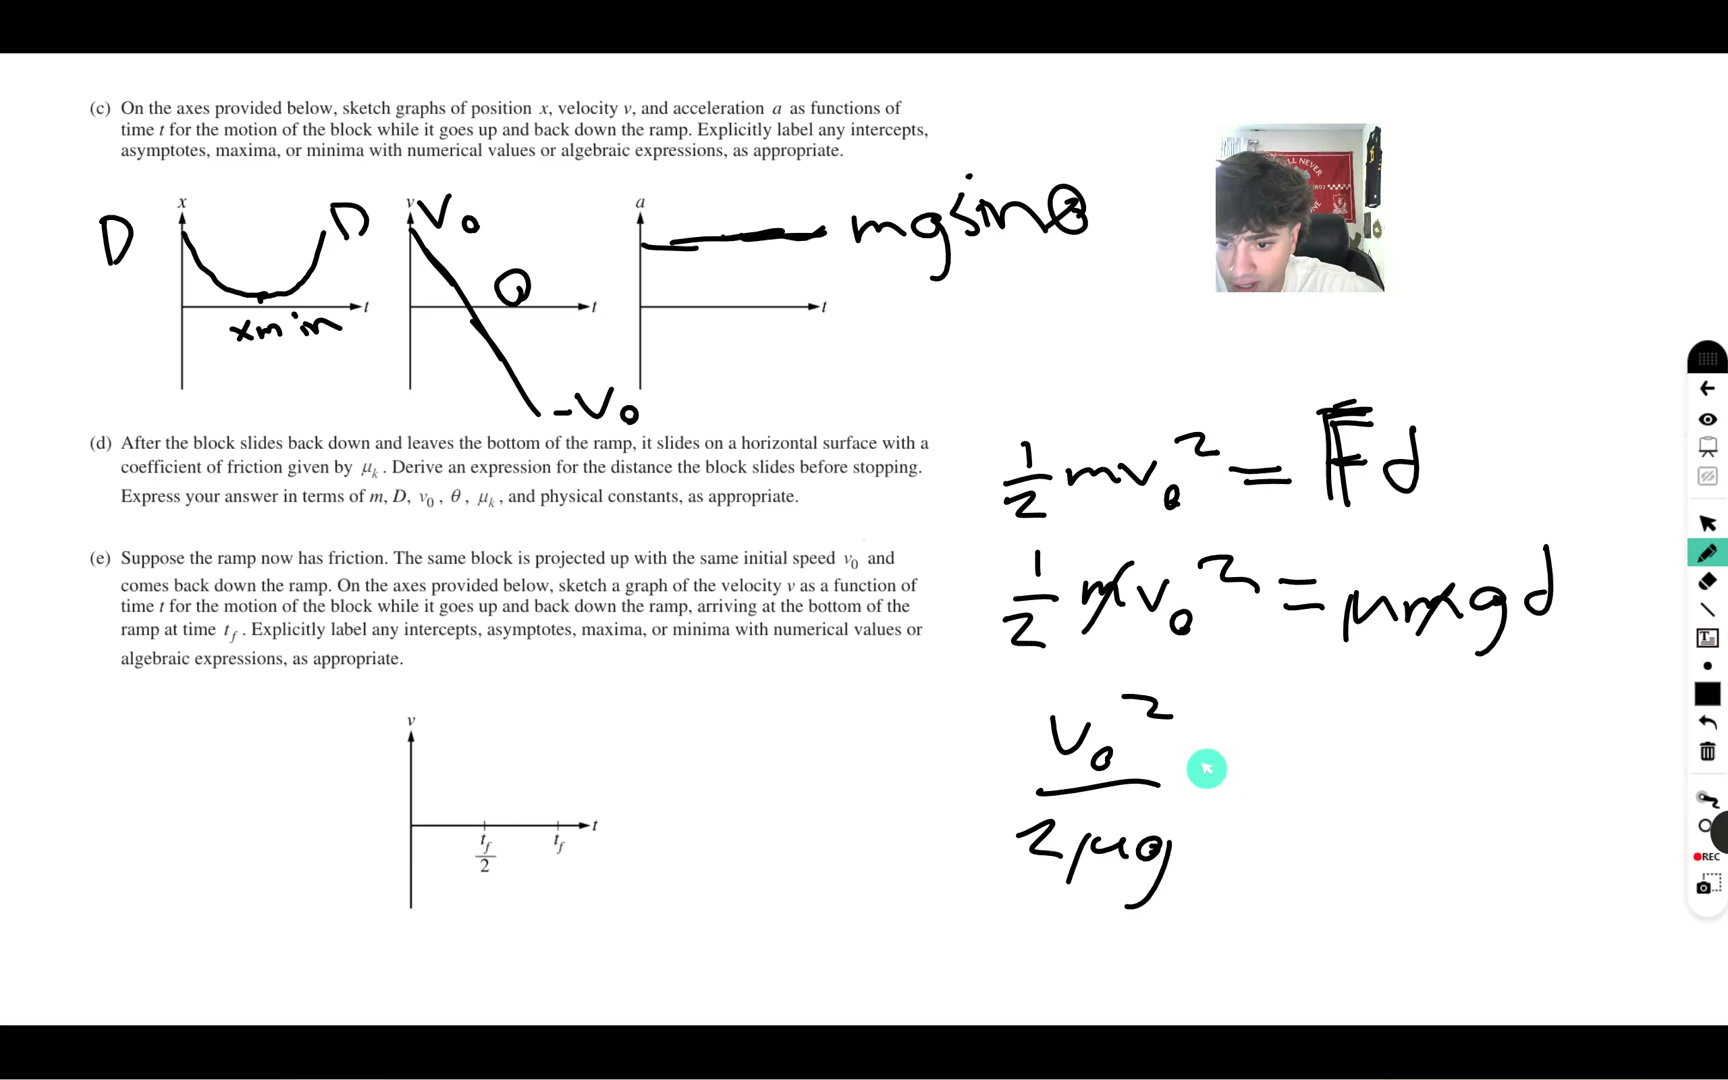 (c) On the axes provided below, sketch graphs of position x, velocity v, and acceleration a as functions of
time t for the motion of the block while it goes up and back down the ramp. Explicitly label any intercepts,
asymptotes, maxima, or minima with numerical values or algebraic expressions, as appropriate.
D
x
D
t
xmin
v
V₀
0
t
-V₀
a
mgsinθ
t
(d) After the block slides back down and leaves the bottom of the ramp, it slides on a horizontal surface with a
coefficient of friction given by μₖ. Derive an expression for the distance the block slides before stopping.
Express your answer in terms of m, D, v₀, θ, μₖ, and physical constants, as appropriate.
(e) Suppose the ramp now has friction. The same block is projected up with the same initial speed v₀ and
comes back down the ramp. On the axes provided below, sketch a graph of the velocity v as a function of
time t for the motion of the block while it goes up and back down the ramp, arriving at the bottom of the
ramp at time t_f. Explicitly label any intercepts, asymptotes, maxima, or minima with numerical values or
algebraic expressions, as appropriate.
v
t_f/2
t_f
t
1/2 mv₀² = Fd
1/2 mv₀² = μmgd
v₀²/2μg
REC